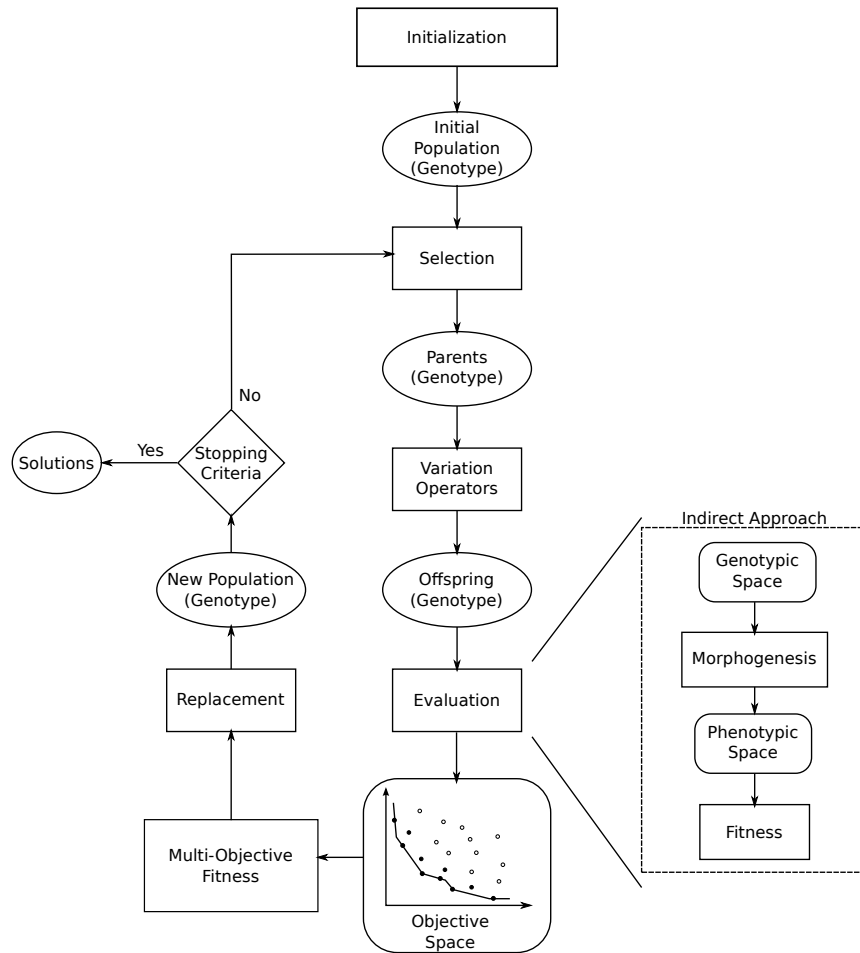 Initialization
Initial
Population
(Genotype)
Selection
Parents
(Genotype)
No
Yes
Solutions
Stopping
Criteria
Variation
Operators
Indirect Approach
Genotypic
Space
New Population
(Genotype)
Offspring
(Genotype)
Morphogenesis
Replacement
Evaluation
Phenotypic
Space
Fitness
Multi-Objective
Fitness
Objective
Space